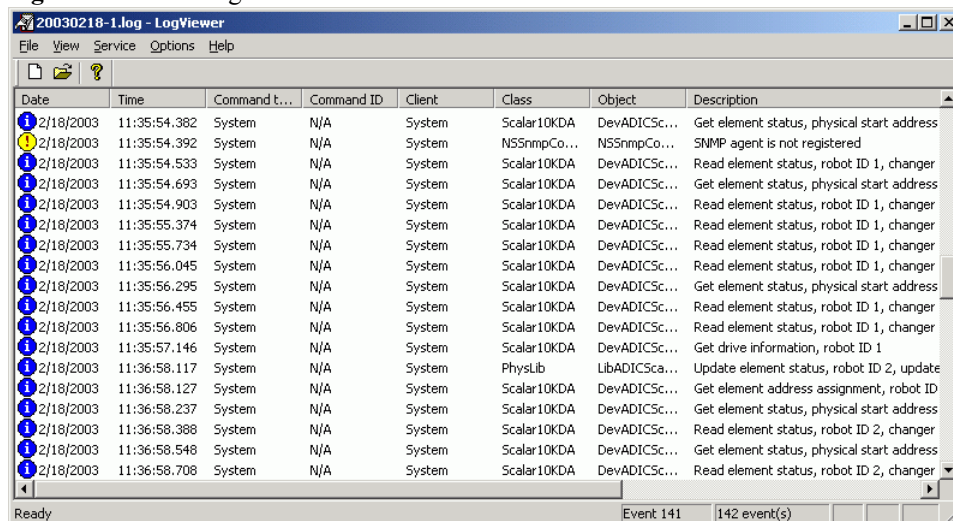 20030218-1.log - LogViewer
File View Service Options Help
Date Time Command t... Command ID Client Class Object Description
2/18/2003 11:35:54.382 System N/A System Scalar10KDA DevADICSc... Get element status, physical start address
2/18/2003 11:35:54.392 System N/A System NSSnmpCo... NSSnmpCo... SNMP agent is not registered
2/18/2003 11:35:54.533 System N/A System Scalar10KDA DevADICSc... Read element status, robot ID 1, changer
2/18/2003 11:35:54.693 System N/A System Scalar10KDA DevADICSc... Get element status, physical start address
2/18/2003 11:35:54.903 System N/A System Scalar10KDA DevADICSc... Read element status, robot ID 1, changer
2/18/2003 11:35:55.374 System N/A System Scalar10KDA DevADICSc... Read element status, robot ID 1, changer
2/18/2003 11:35:55.734 System N/A System Scalar10KDA DevADICSc... Read element status, robot ID 1, changer
2/18/2003 11:35:56.045 System N/A System Scalar10KDA DevADICSc... Read element status, robot ID 1, changer
2/18/2003 11:35:56.295 System N/A System Scalar10KDA DevADICSc... Get element status, physical start address
2/18/2003 11:35:56.455 System N/A System Scalar10KDA DevADICSc... Read element status, robot ID 1, changer
2/18/2003 11:35:56.806 System N/A System Scalar10KDA DevADICSc... Read element status, robot ID 1, changer
2/18/2003 11:35:57.146 System N/A System Scalar10KDA DevADICSc... Get drive information, robot ID 1
2/18/2003 11:36:58.117 System N/A System PhysLib LibADICSca... Update element status, robot ID 2, update
2/18/2003 11:36:58.127 System N/A System Scalar10KDA DevADICSc... Get element address assignment, robot ID
2/18/2003 11:36:58.237 System N/A System Scalar10KDA DevADICSc... Get element status, physical start address
2/18/2003 11:36:58.388 System N/A System Scalar10KDA DevADICSc... Read element status, robot ID 2, changer
2/18/2003 11:36:58.548 System N/A System Scalar10KDA DevADICSc... Get element status, physical start address
2/18/2003 11:36:58.708 System N/A System Scalar10KDA DevADICSc... Read element status, robot ID 2, changer
Ready Event 141 142 event(s)